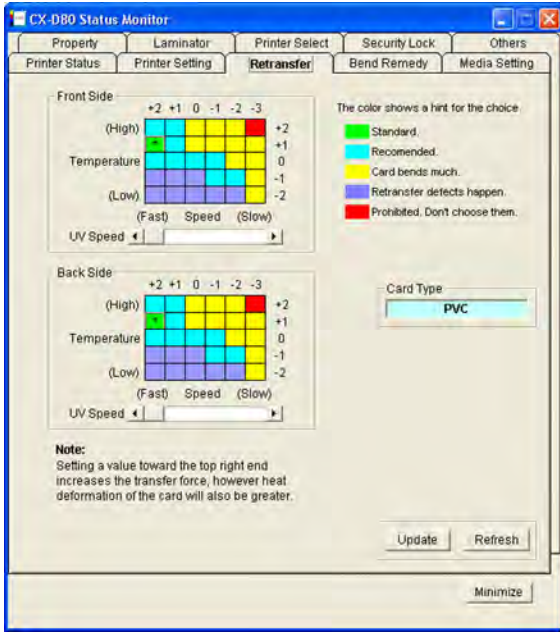 CX-D80 Status Monitor
Property Laminator Printer Select Security Lock Others
Printer Status Printer Setting Retransfer Bend Remedy Media Setting
Front Side
+2 +1 0 -1 -2 -3
(High) +2
+1
Temperature 0
-1
(Low) -2
(Fast) Speed (Slow)
UV Speed
The color shows a hint for the choice
Standard.
Recomended.
Card bends much.
Retransfer defects happen.
Prohibited. Don't choose them.
Back Side
+2 +1 0 -1 -2 -3
(High) +2
+1
Temperature 0
-1
(Low) -2
(Fast) Speed (Slow)
UV Speed
Card Type
PVC
Note:
Setting a value toward the top right end
increases the transfer force, however heat
deformation of the card will also be greater.
Update Refresh
Minimize